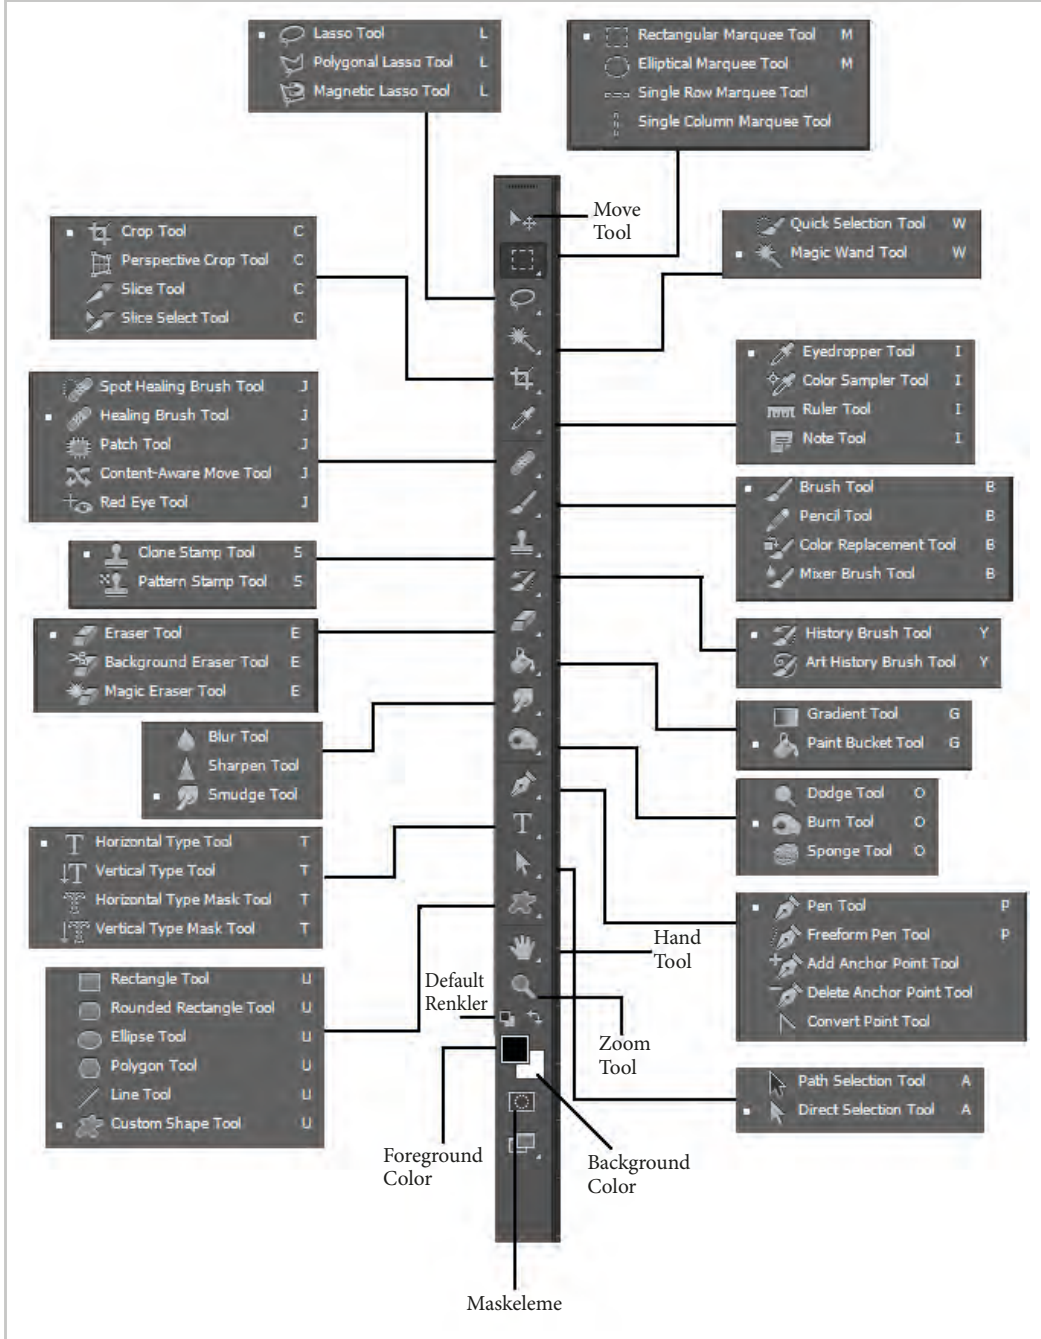 Lasso Tool L
Polygonal Lasso Tool L
Magnetic Lasso Tool L
Rectangular Marquee Tool M
Elliptical Marquee Tool M
Single Row Marquee Tool
Single Column Marquee Tool
Move
Tool
Crop Tool C
Perspective Crop Tool C
Slice Tool C
Slice Select Tool C
Quick Selection Tool W
Magic Wand Tool W
Eyedropper Tool I
Color Sampler Tool I
Ruler Tool I
Note Tool I
Spot Healing Brush Tool J
Healing Brush Tool J
Patch Tool J
Content-Aware Move Tool J
Red Eye Tool J
Brush Tool B
Pencil Tool B
Color Replacement Tool B
Mixer Brush Tool B
Clone Stamp Tool S
Pattern Stamp Tool S
History Brush Tool Y
Art History Brush Tool Y
Eraser Tool E
Background Eraser Tool E
Magic Eraser Tool E
Gradient Tool G
Paint Bucket Tool G
Blur Tool
Sharpen Tool
Smudge Tool
Dodge Tool O
Burn Tool O
Sponge Tool O
Horizontal Type Tool T
Vertical Type Tool T
Horizontal Type Mask Tool T
Vertical Type Mask Tool T
Pen Tool P
Freeform Pen Tool P
Add Anchor Point Tool
Delete Anchor Point Tool
Convert Point Tool
Hand
Tool
Default
Renkler
Rectangle Tool U
Rounded Rectangle Tool U
Ellipse Tool U
Polygon Tool U
Line Tool U
Custom Shape Tool U
Zoom
Tool
Path Selection Tool A
Direct Selection Tool A
Foreground
Color
Background
Color
Maskeleme